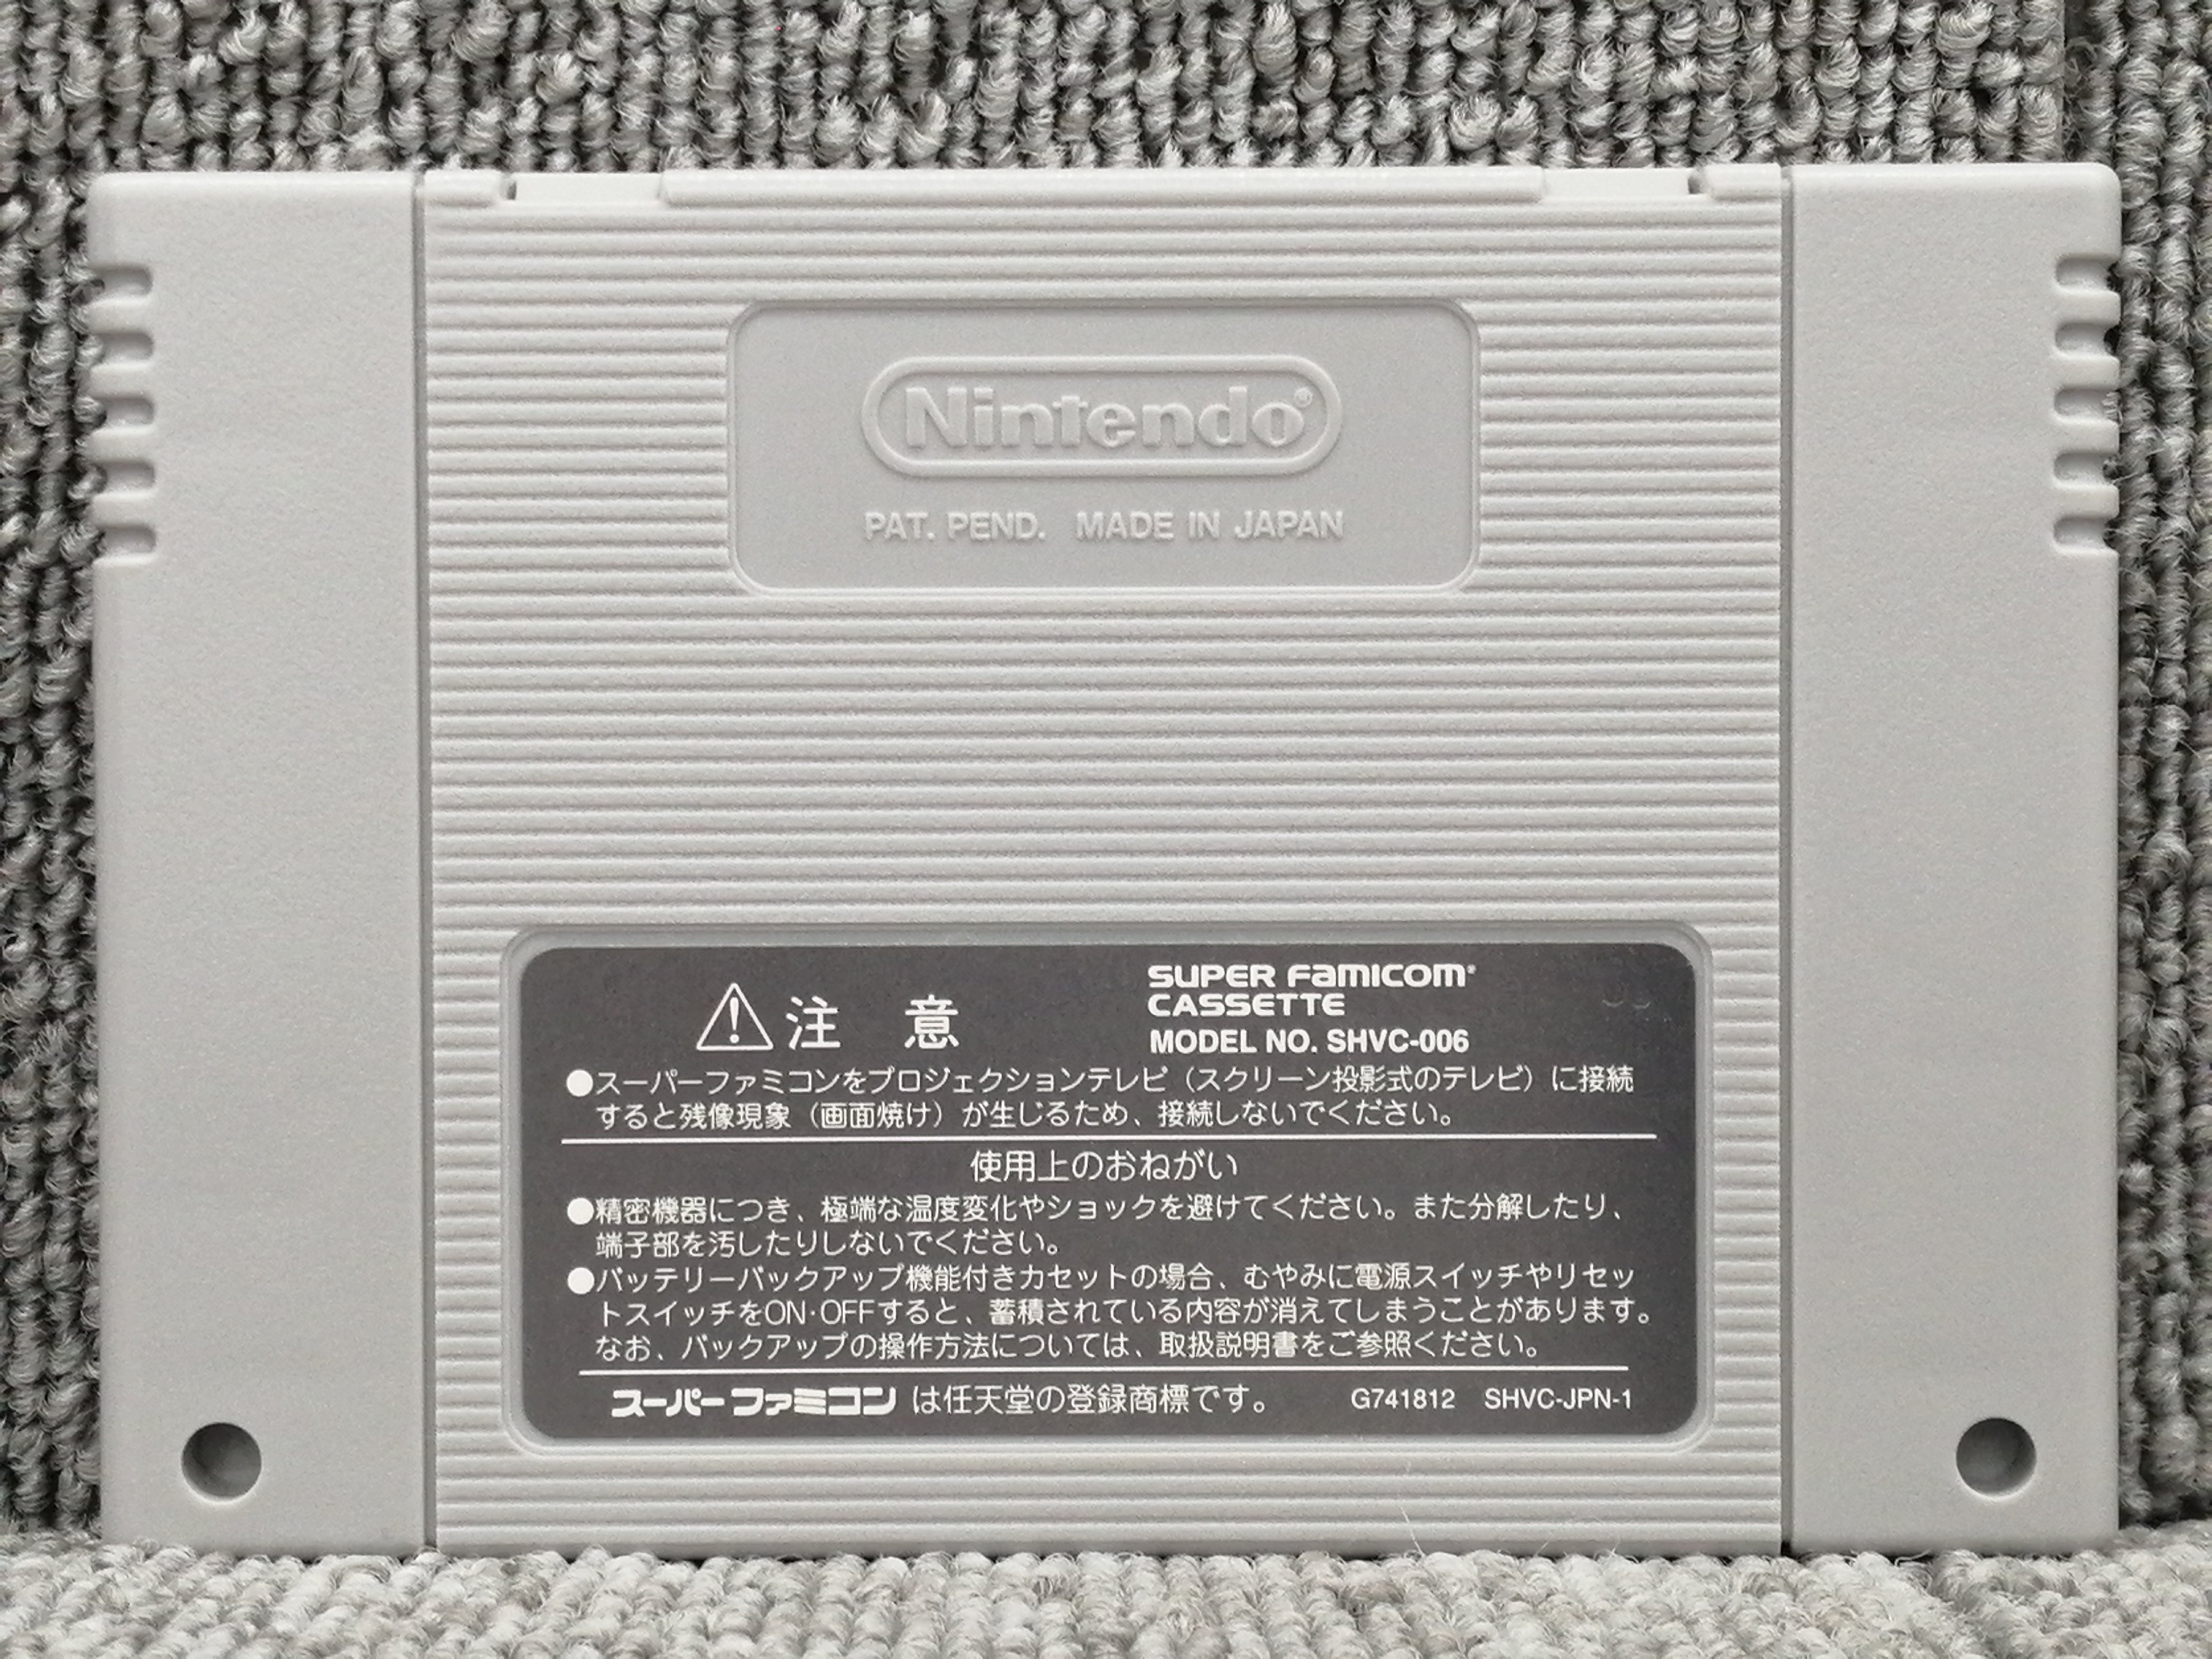 Nintendo®
PAT. PEND. MADE IN JAPAN
注 意
SUPER FAMICOM®
CASSETTE
MODEL NO. SHVC-006
●スーパーファミコンをプロジェクションテレビ（スクリーン投影式のテレビ）に接続
すると残像現象（画面焼け）が生じるため、接続しないでください。
使用上のおねがい
●精密機器につき、極端な温度変化やショックを避けてください。また分解したり、
端子部を汚したりしないでください。
●バッテリーバックアップ機能付きカセットの場合、むやみに電源スイッチやリセッ
トスイッチをON·OFFすると、蓄積されている内容が消えてしまうことがあります。
なお、バックアップの操作方法については、取扱説明書をご参照ください。
スーパーファミコン は任天堂の登録商標です。 G741812 SHVC-JPN-1